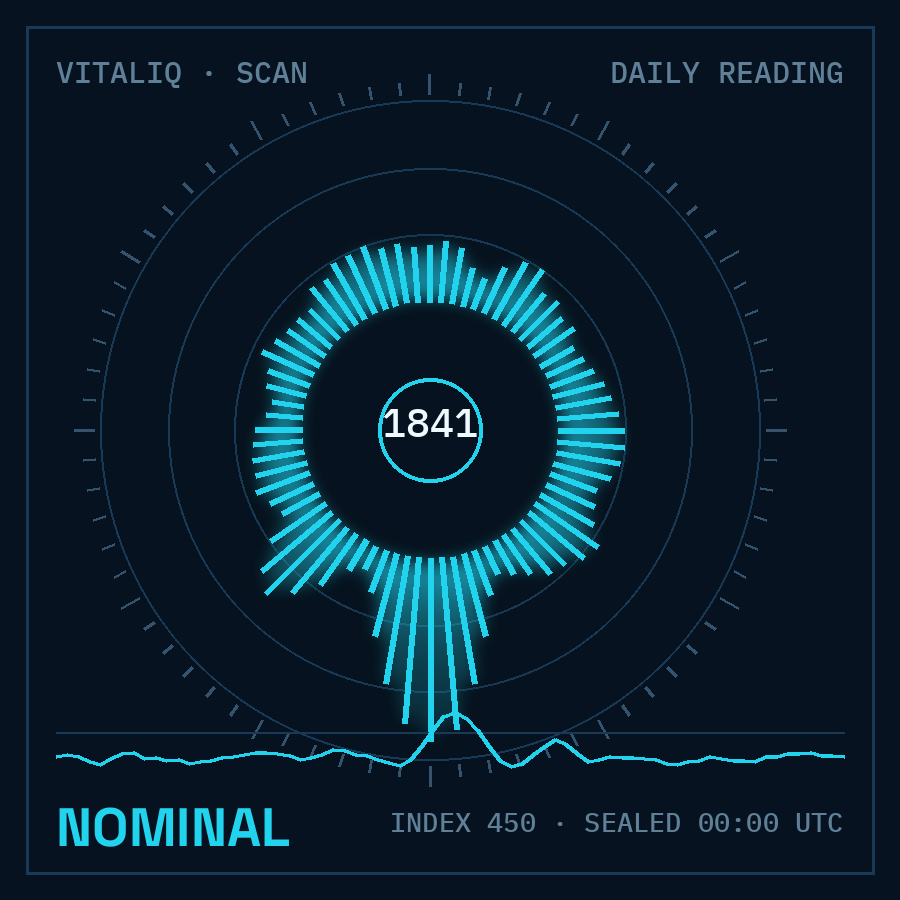 VITALIQ · SCAN
DAILY READING
1841
NOMINAL
INDEX 450 · SEALED 00:00 UTC